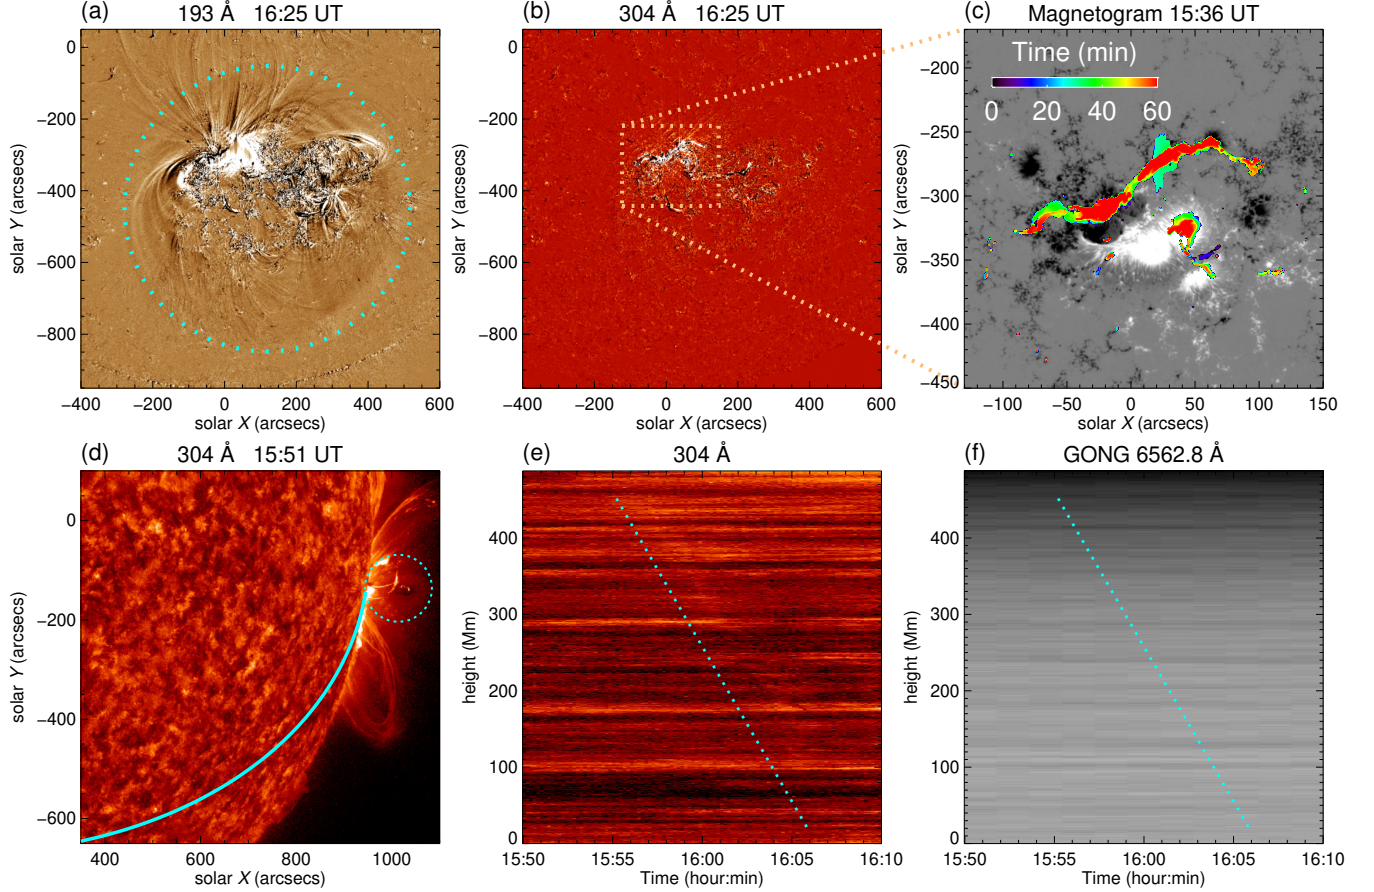 (a) 193 Å 16:25 UT
(b) 304 Å 16:25 UT
(c) Magnetogram 15:36 UT
solar Y (arcsecs)
0
−200
−400
−600
−800
−400 −200 0 200 400 600
solar X (arcsecs)
solar Y (arcsecs)
0
−200
−400
−600
−800
−400 −200 0 200 400 600
solar X (arcsecs)
Time (min)
0 20 40 60
solar Y (arcsecs)
−200
−250
−300
−350
−400
−450
−100 −50 0 50 100 150
solar X (arcsecs)
(d) 304 Å 15:51 UT
(e) 304 Å
(f) GONG 6562.8 Å
solar Y (arcsecs)
0
−200
−400
−600
400 600 800 1000
solar X (arcsecs)
height (Mm)
400
300
200
100
0
15:50 15:55 16:00 16:05 16:10
Time (hour:min)
height (Mm)
400
300
200
100
0
15:50 15:55 16:00 16:05 16:10
Time (hour:min)